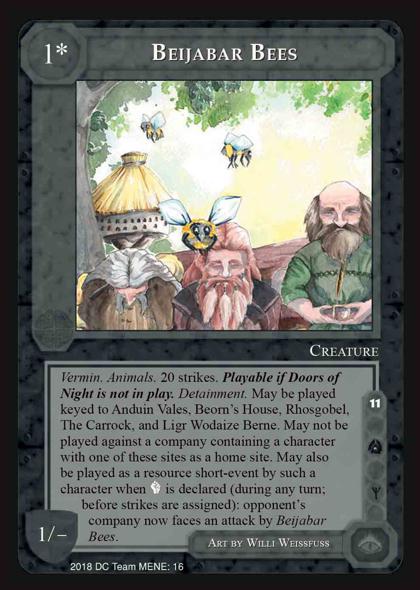 1*
BEIJABAR BEES
CREATURE
Vermin. Animals. 20 strikes. Playable if Doors of
Night is not in play. Detainment. May be played
keyed to Anduin Vales, Beorn's House, Rhosgobel,
The Carrock, and Ligr Wodaize Berne. May not be
played against a company containing a character
with one of these sites as a home site. May also
be played as a resource short-event by such a
character when is declared (during any turn;
before strikes are assigned): opponent's
company now faces an attack by Beijabar
Bees.
11
1/–
ART BY WILLI WEISSFUSS
2018 DC Team MENE: 16